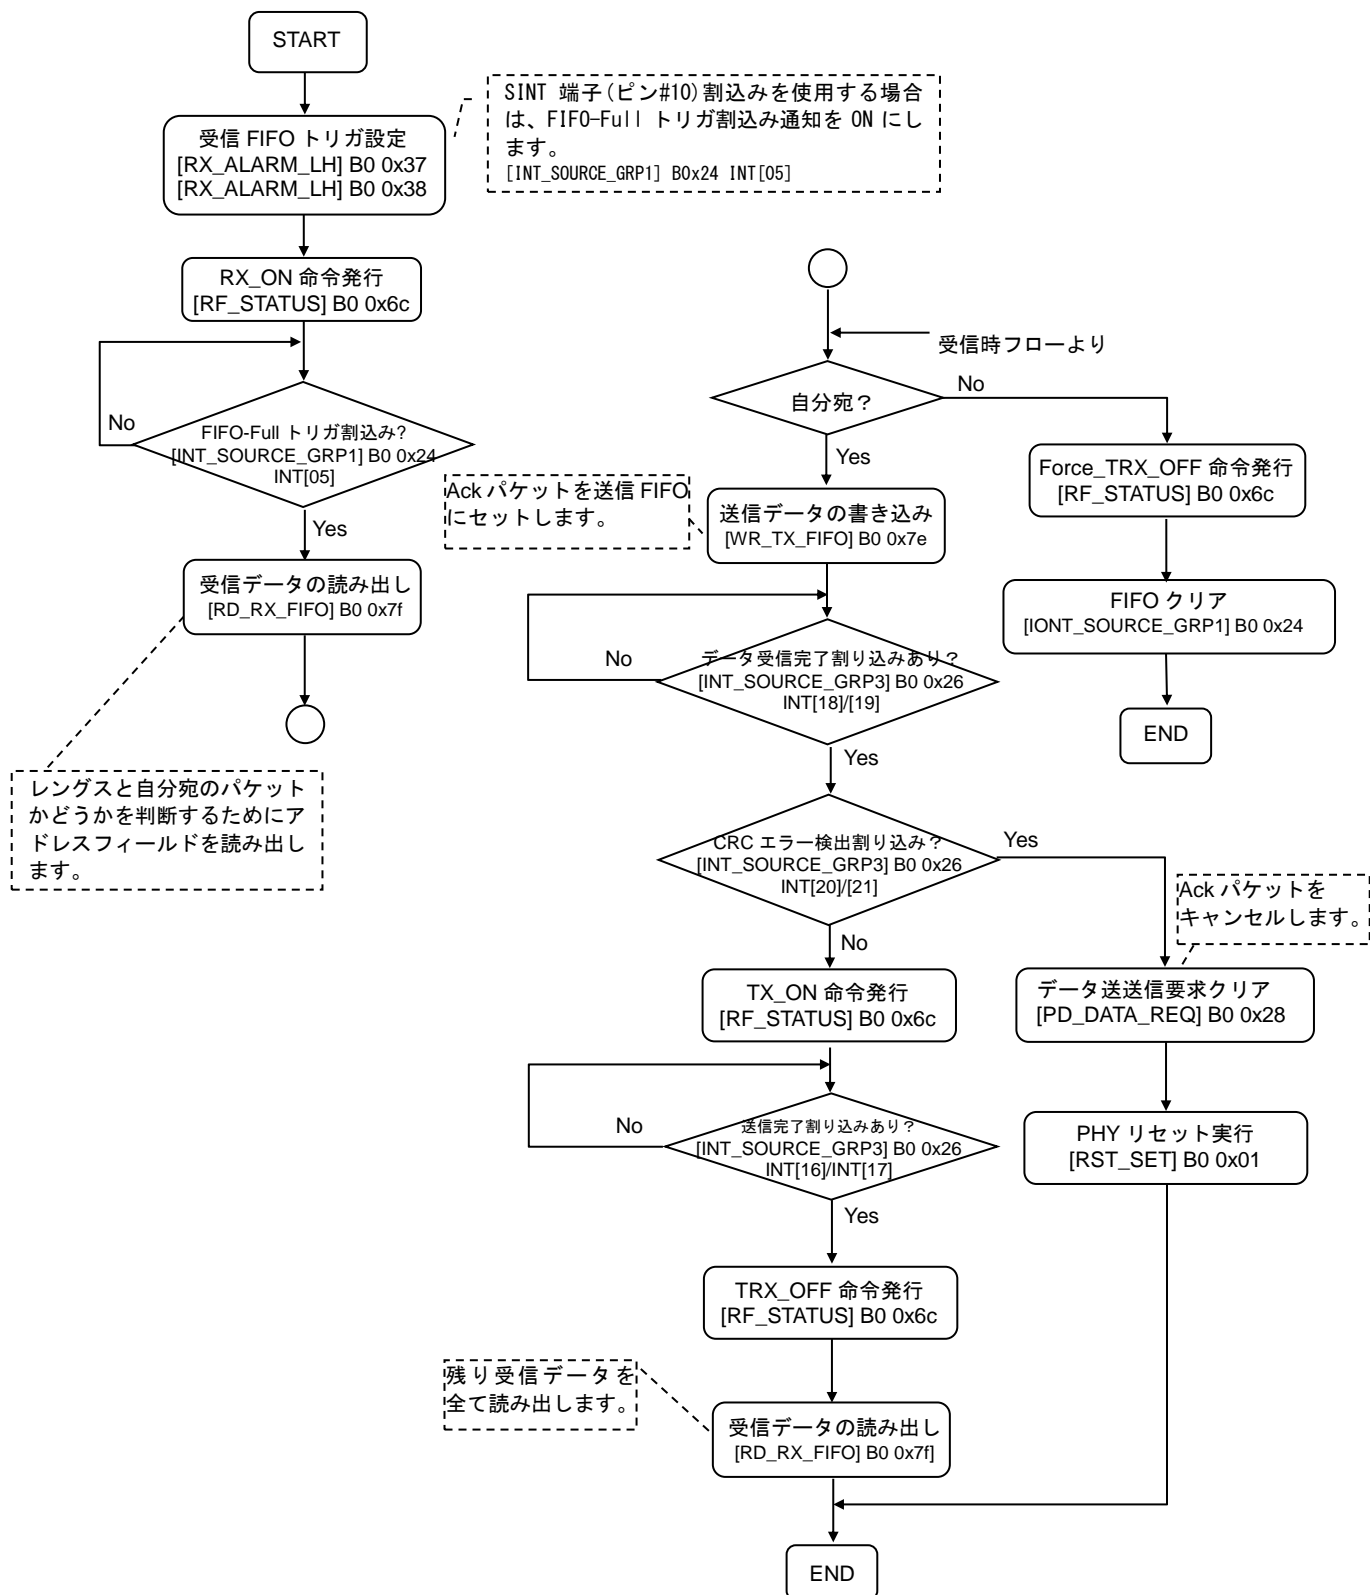 START
SINT 端子(ピン#10)割込みを使用する場合
は、FIFO-Full トリガ割込み通知を ON にし
ます。
[INT_SOURCE_GRP1] B0x24 INT[05]
受信 FIFO トリガ設定
[RX_ALARM_LH] B0 0x37
[RX_ALARM_LH] B0 0x38
RX_ON 命令発行
[RF_STATUS] B0 0x6c
No
FIFO-Full トリガ割込み?
[INT_SOURCE_GRP1] B0 0x24
INT[05]
Yes
受信データの読み出し
[RD_RX_FIFO] B0 0x7f
レングスと自分宛のパケット
かどうかを判断するためにア
ドレスフィールドを読み出し
ます。
受信時フローより
自分宛？
No
Yes
Force_TRX_OFF 命令発行
[RF_STATUS] B0 0x6c
FIFO クリア
[IONT_SOURCE_GRP1] B0 0x24
END
Ack パケットを送信 FIFO
にセットします。
送信データの書き込み
[WR_TX_FIFO] B0 0x7e
No
データ受信完了割り込みあり？
[INT_SOURCE_GRP3] B0 0x26
INT[18]/[19]
Yes
CRC エラー検出割り込み？
[INT_SOURCE_GRP3] B0 0x26
INT[20]/[21]
Yes
No
Ack パケットを
キャンセルします。
TX_ON 命令発行
[RF_STATUS] B0 0x6c
データ送送信要求クリア
[PD_DATA_REQ] B0 0x28
No
送信完了割り込みあり？
[INT_SOURCE_GRP3] B0 0x26
INT[16]/INT[17]
Yes
PHY リセット実行
[RST_SET] B0 0x01
TRX_OFF 命令発行
[RF_STATUS] B0 0x6c
残り受信データを
全て読み出します。
受信データの読み出し
[RD_RX_FIFO] B0 0x7f]
END